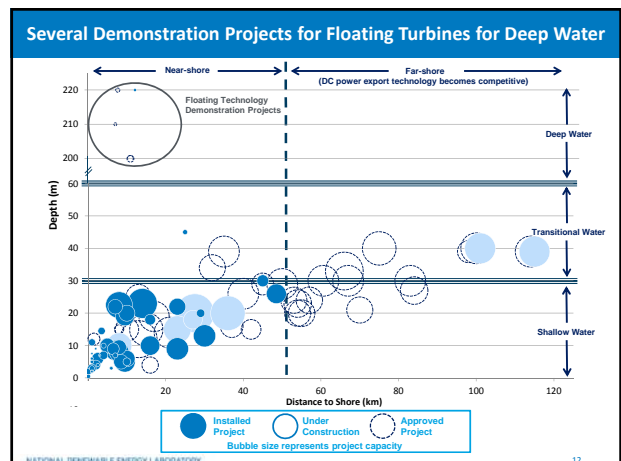 Several Demonstration Projects for Floating Turbines for Deep Water
Near-shore
Far-shore
(DC power export technology becomes competitive)
220
210
200
60
50
40
30
20
10
0
Depth (m)
Floating Technology
Demonstration Projects
Deep Water
Transitional Water
Shallow Water
0
20
40
60
80
100
120
Distance to Shore (km)
Installed
Project
Under
Construction
Approved
Project
Bubble size represents project capacity
NATIONAL RENEWABLE ENERGY LABORATORY